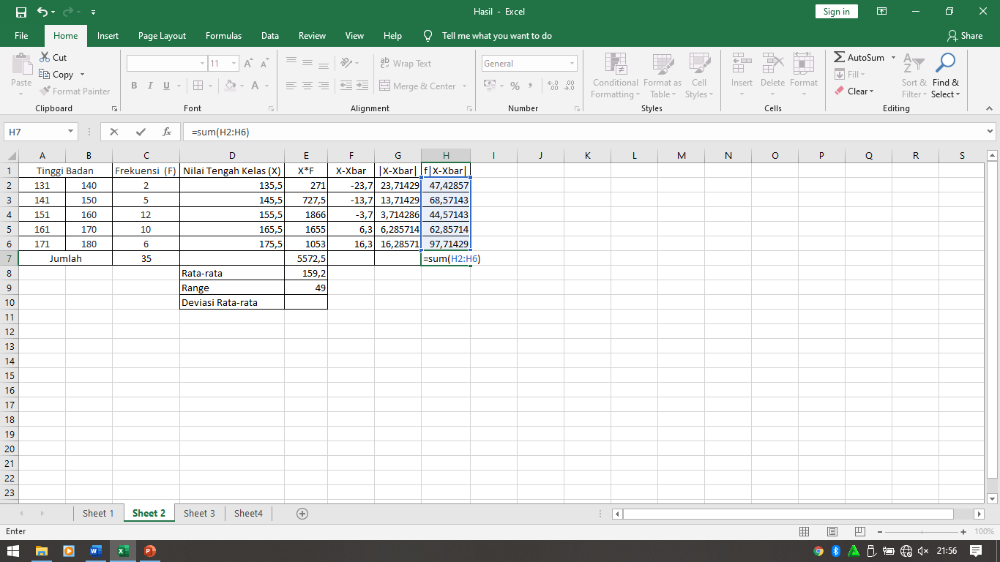 Hasil - Excel
Sign in
File Home Insert Page Layout Formulas Data Review View Help Tell me what you want to do Share
Paste Cut Copy Format Painter
11
B I U A
Wrap Text
Merge & Center
General
% ,
Conditional Formatting Format as Table Cell Styles
Insert Delete Format
AutoSum Fill Clear Sort & Filter Find & Select
Clipboard Font Alignment Number Styles Cells Editing
H7 fx =sum(H2:H6)
A B C D E F G H I J K L M N O P Q R S
1 Tinggi Badan Frekuensi (F) Nilai Tengah Kelas (X) X*F X-Xbar |X-Xbar| f|X-Xbar|
2 131 140 2 135,5 271 -23,7 23,71429 47,42857
3 141 150 5 145,5 727,5 -13,7 13,71429 68,57143
4 151 160 12 155,5 1866 -3,7 3,714286 44,57143
5 161 170 10 165,5 1655 6,3 6,285714 62,85714
6 171 180 6 175,5 1053 16,3 16,28571 97,71429
7 Jumlah 35 5572,5 =sum(H2:H6)
8 Rata-rata 159,2
9 Range 49
10 Deviasi Rata-rata
11
12
13
14
15
16
17
18
19
20
21
22
23
Sheet 1 Sheet 2 Sheet 3 Sheet4
Enter 100%
21:56